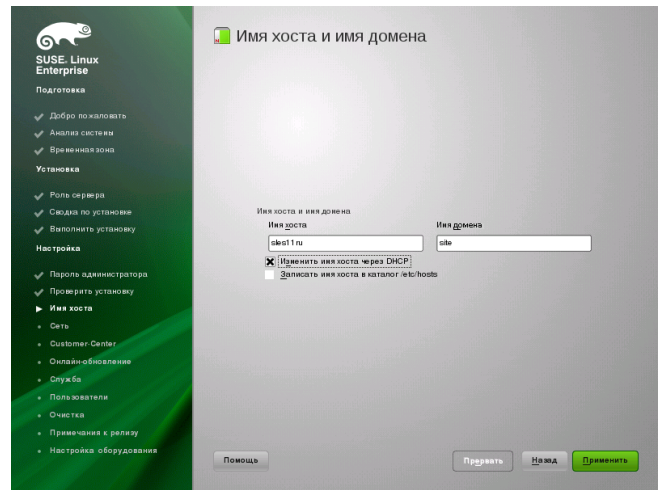 SUSE. Linux
Enterprise
Подготовка
Добро пожаловать
Анализ системы
Временная зона
Установка
Роль сервера
Сводка по установке
Выполнить установку
Настройка
Пароль администратора
Проверить установку
Имя хоста
Сеть
Customer-Center
Онлайн-обновление
Служба
Пользователи
Очистка
Примечания к релизу
Настройка оборудования
Имя хоста и имя домена
Имя хоста и имя домена
Имя хоста Имя домена
sles11ru site
Изменить имя хоста через DHCP
Записать имя хоста в каталог /etc/hosts
Помощь Прервать Назад Применить